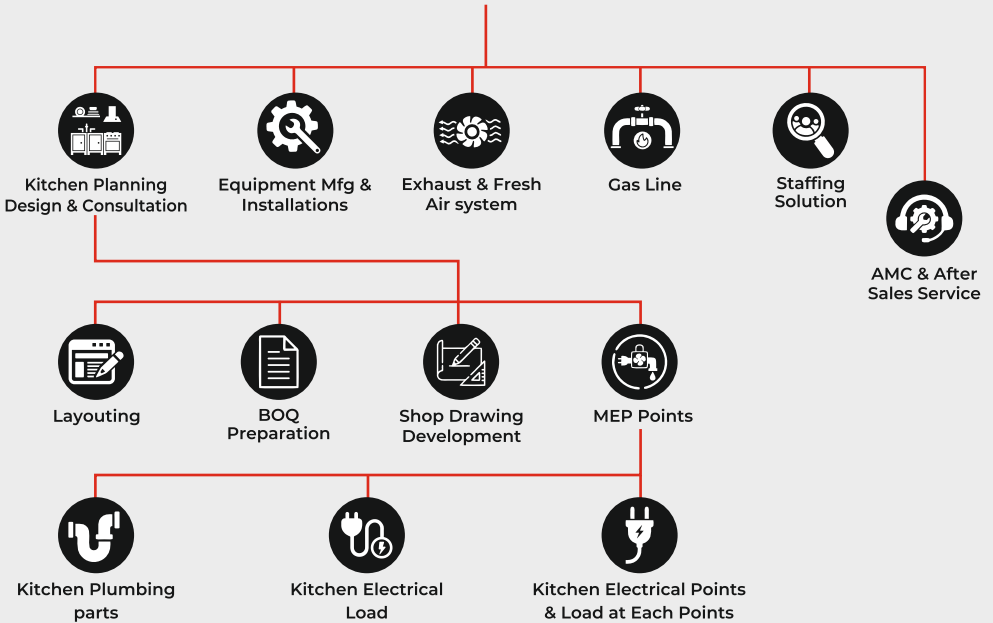 Kitchen Planning
Design & Consultation
Equipment Mfg &
Installations
Exhaust & Fresh
Air system
Gas Line
Staffing
Solution
AMC & After
Sales Service
Layouting
BOQ
Preparation
Shop Drawing
Development
MEP Points
Kitchen Plumbing
parts
Kitchen Electrical
Load
Kitchen Electrical Points
& Load at Each Points